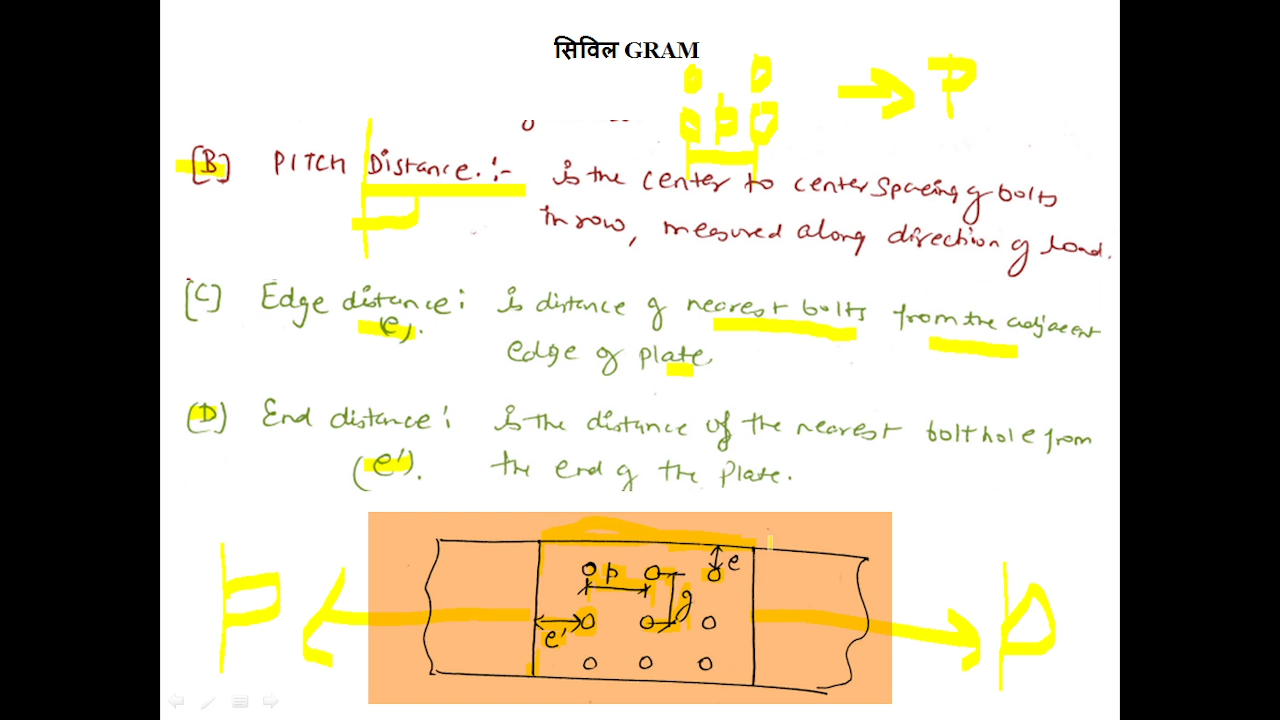 सिविल GRAM
P
p
[B] PITCH Distance :- is the center to center spacing of bolts
in row, measured along direction of load.
[C] Edge distance : is distance of nearest bolts from the adjacent
(e). edge of plate
(D) End distance : is the distance of the nearest bolt hole from
(e'). the end of the plate.
p
e
g
e'
P
P